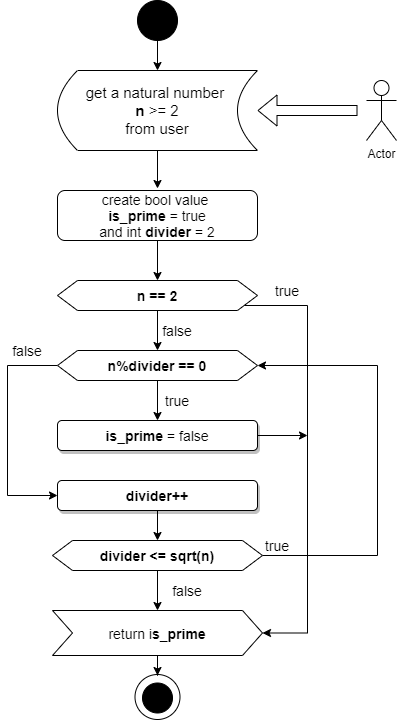 get a natural number
n >= 2
from user
Actor
create bool value
is_prime = true
and int divider = 2
n == 2
true
false
false
n%divider == 0
true
is_prime = false
divider++
divider <= sqrt(n)
true
false
return is_prime